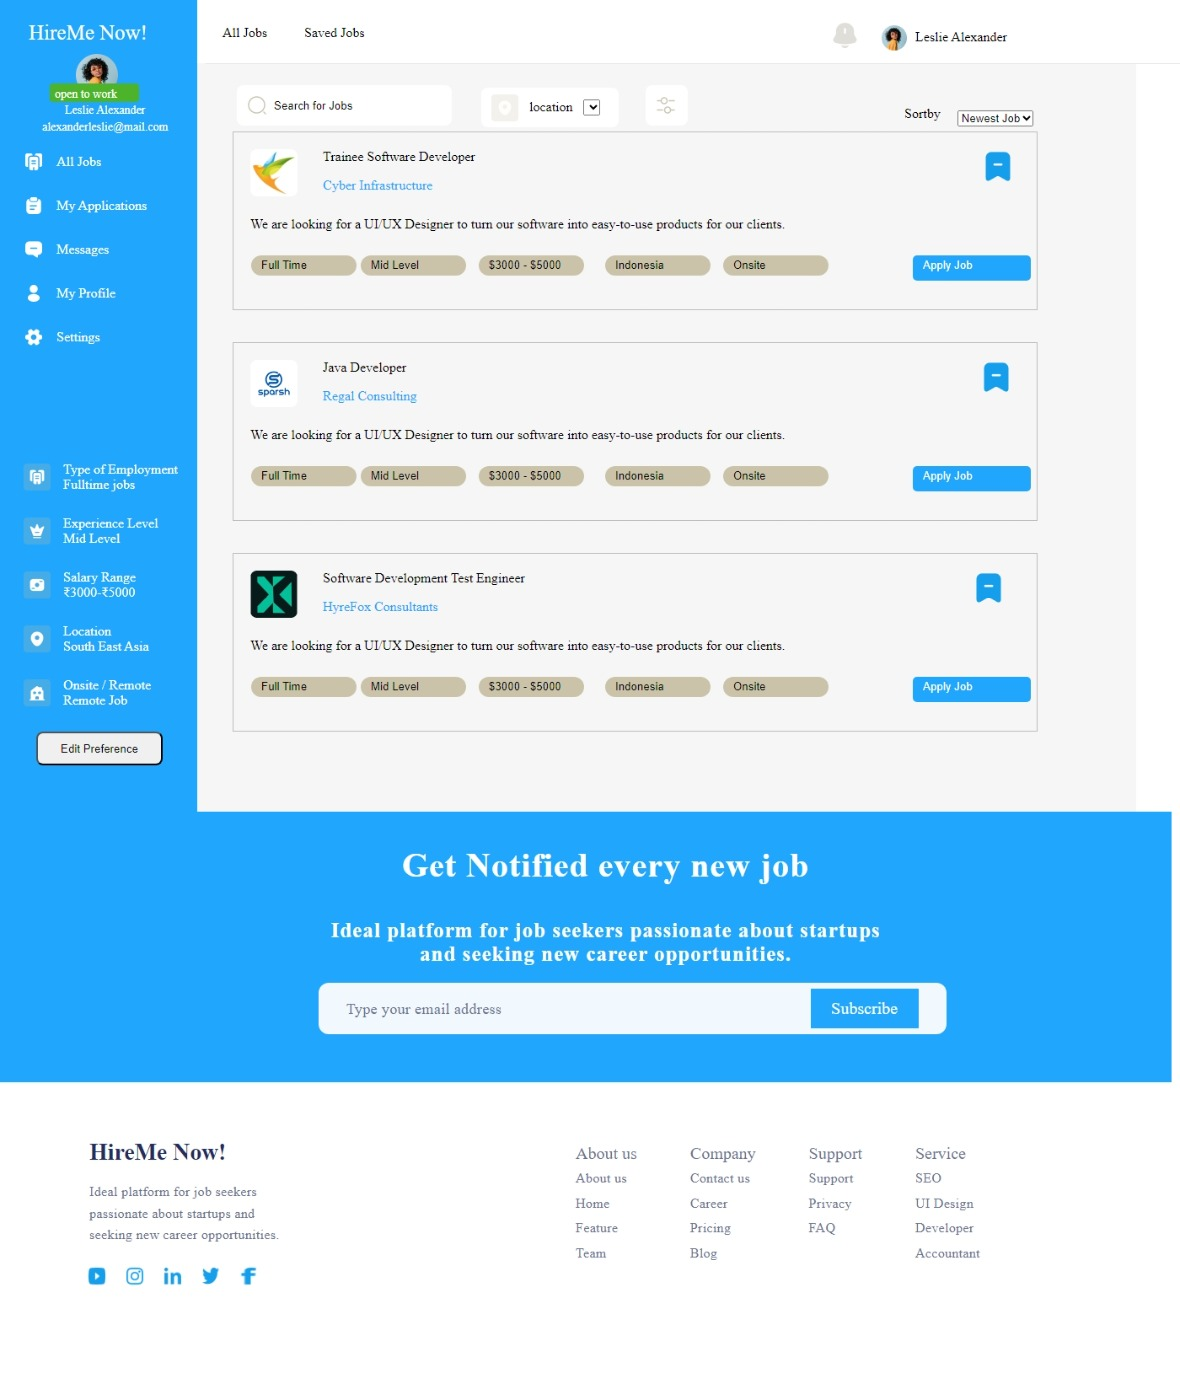 HireMe Now!
open to work
Leslie Alexander
alexanderleslie@mail.com
All Jobs
My Applications
Messages
My Profile
Settings
Type of Employment
Fulltime jobs
Experience Level
Mid Level
Salary Range
₹3000-₹5000
Location
South East Asia
Onsite / Remote
Remote Job
Edit Preference
All Jobs Saved Jobs Leslie Alexander
Search for Jobs location Sortby Newest Job
Trainee Software Developer
Cyber Infrastructure
We are looking for a UI/UX Designer to turn our software into easy-to-use products for our clients.
Full Time Mid Level $3000 - $5000 Indonesia Onsite Apply Job
Java Developer
sparsh
Regal Consulting
We are looking for a UI/UX Designer to turn our software into easy-to-use products for our clients.
Full Time Mid Level $3000 - $5000 Indonesia Onsite Apply Job
Software Development Test Engineer
HyreFox Consultants
We are looking for a UI/UX Designer to turn our software into easy-to-use products for our clients.
Full Time Mid Level $3000 - $5000 Indonesia Onsite Apply Job
Get Notified every new job
Ideal platform for job seekers passionate about startups
and seeking new career opportunities.
Type your email address Subscribe
HireMe Now!
Ideal platform for job seekers
passionate about startups and
seeking new career opportunities.
About us Company Support Service
About us Contact us Support SEO
Home Career Privacy UI Design
Feature Pricing FAQ Developer
Team Blog Accountant